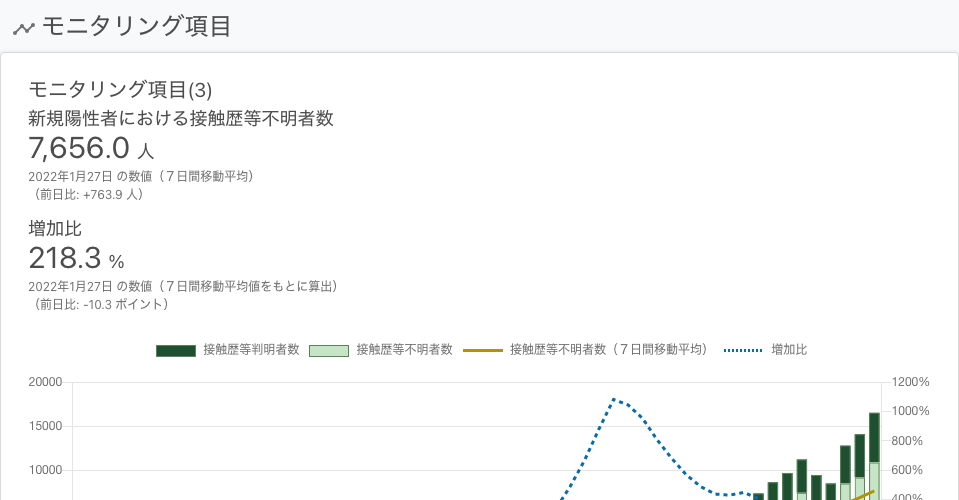 モニタリング項目
モニタリング項目(3)
新規陽性者における接触歴等不明者数
7,656.0 人
2022年1月27日 の数値（７日間移動平均）
（前日比: +763.9 人）
増加比
218.3 %
2022年1月27日 の数値（７日間移動平均値をもとに算出）
（前日比: -10.3 ポイント）
接触歴等判明者数 接触歴等不明者数 接触歴等不明者数（７日間移動平均） 増加比
20000 1200%
1000%
15000
800%
10000 600%
400%